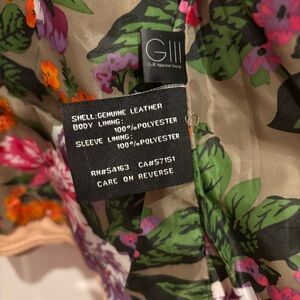 GIII
G-III Apparel Group
SHELL:GENUINE LEATHER
BODY LINING:
100%POLYESTER
SLEEVE LINING:
100%POLYESTER
RN#54163 CA#57151
CARE ON REVERSE